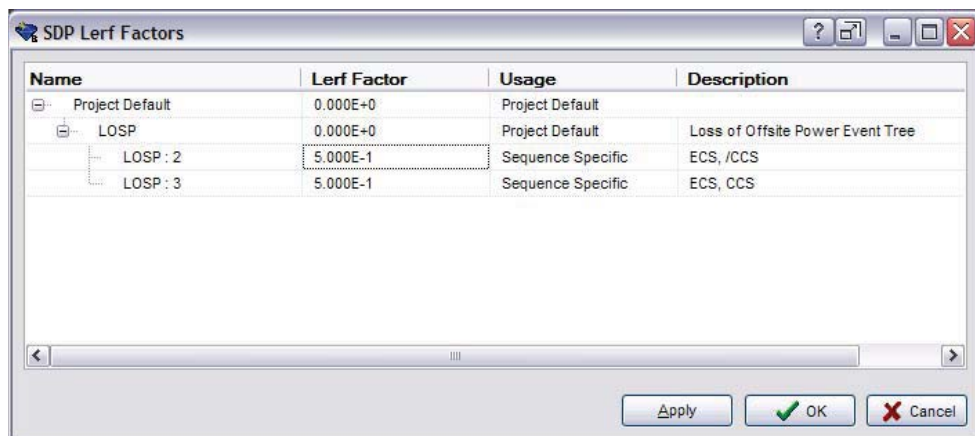 SDP Lerf Factors
Name Lerf Factor Usage Description
Project Default 0.000E+0 Project Default
LOSP 0.000E+0 Project Default Loss of Offsite Power Event Tree
LOSP : 2 5.000E-1 Sequence Specific ECS, /CCS
LOSP : 3 5.000E-1 Sequence Specific ECS, CCS
Apply OK Cancel